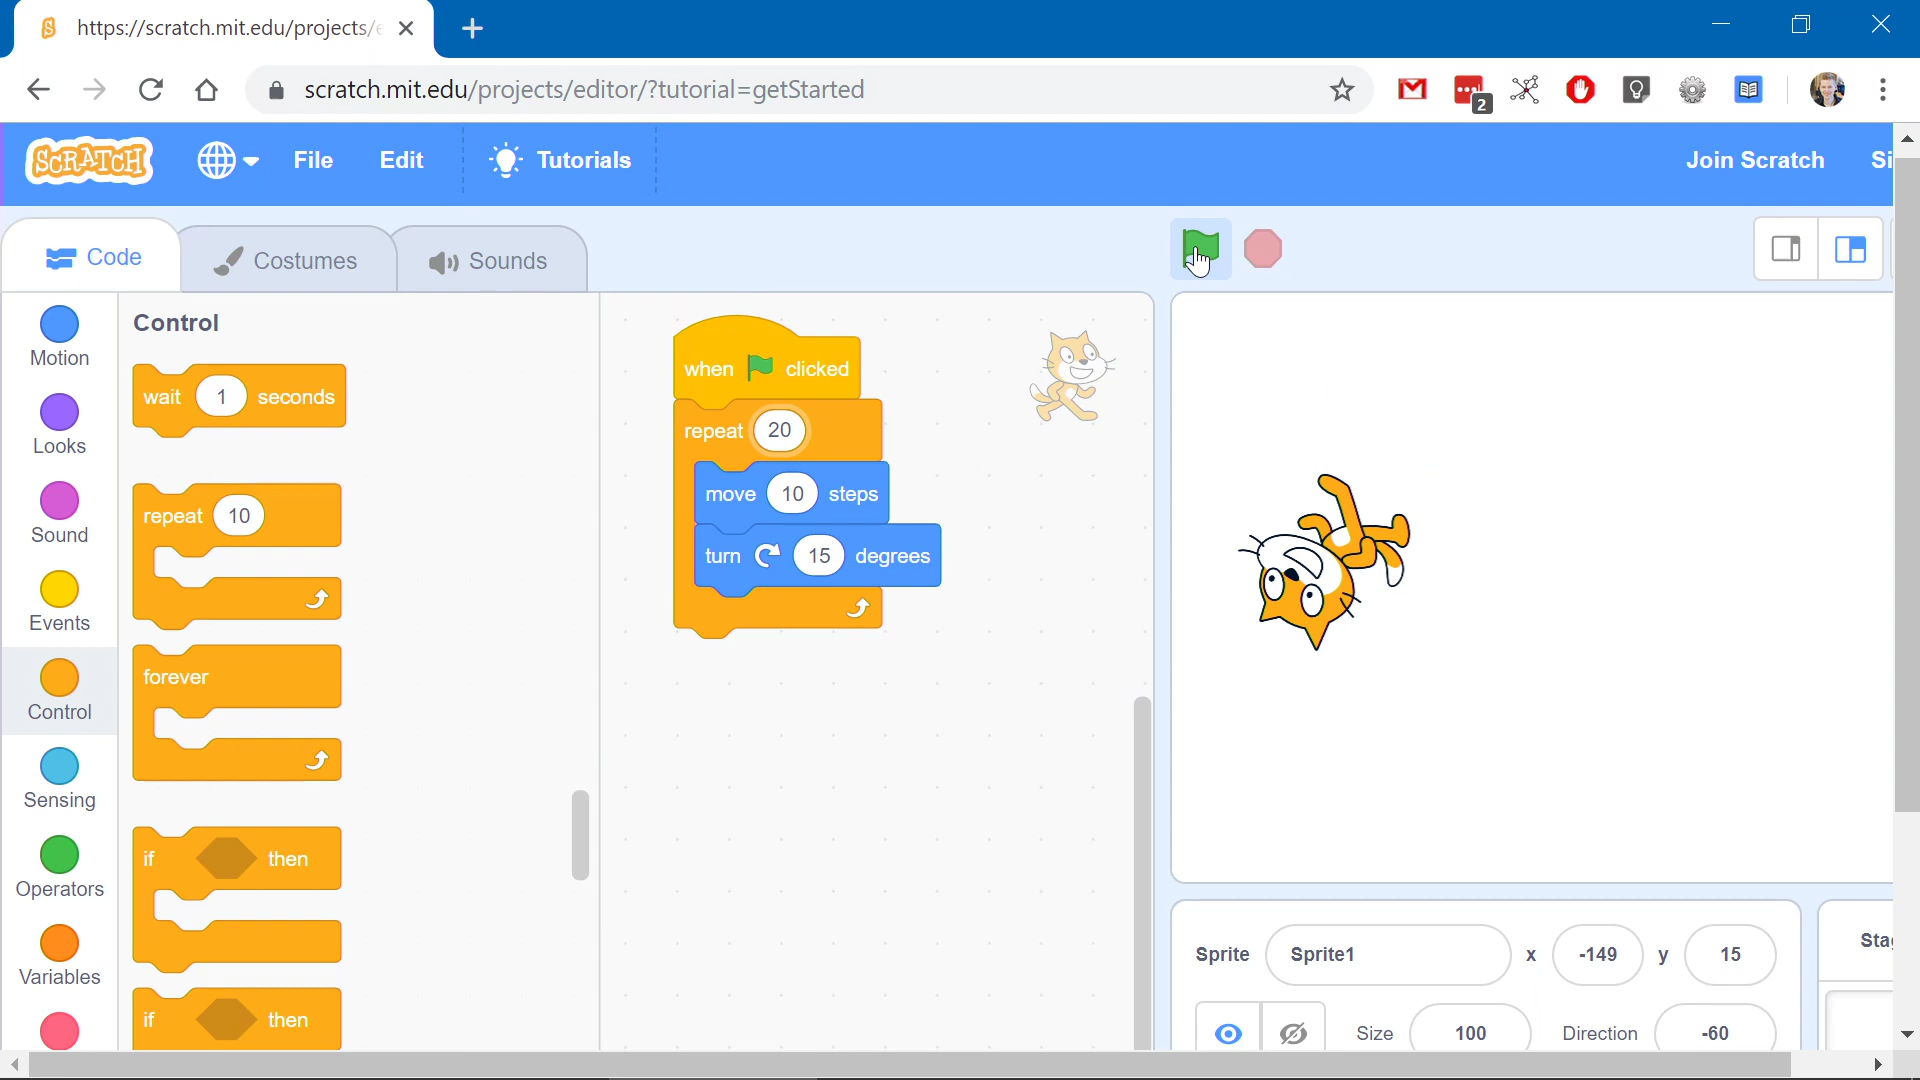 https://scratch.mit.edu/projects/e
scratch.mit.edu/projects/editor/?tutorial=getStarted
2
SCRATCH
File
Edit
Tutorials
Join Scratch
Si
Code
Costumes
Sounds
Motion
Looks
Sound
Events
Control
Sensing
Operators
Variables
Control
wait 1 seconds
repeat 10
forever
if then
if then
when clicked
repeat 20
move 10 steps
turn 15 degrees
Sprite Sprite1 x -149 y 15
Size 100 Direction -60
Sta